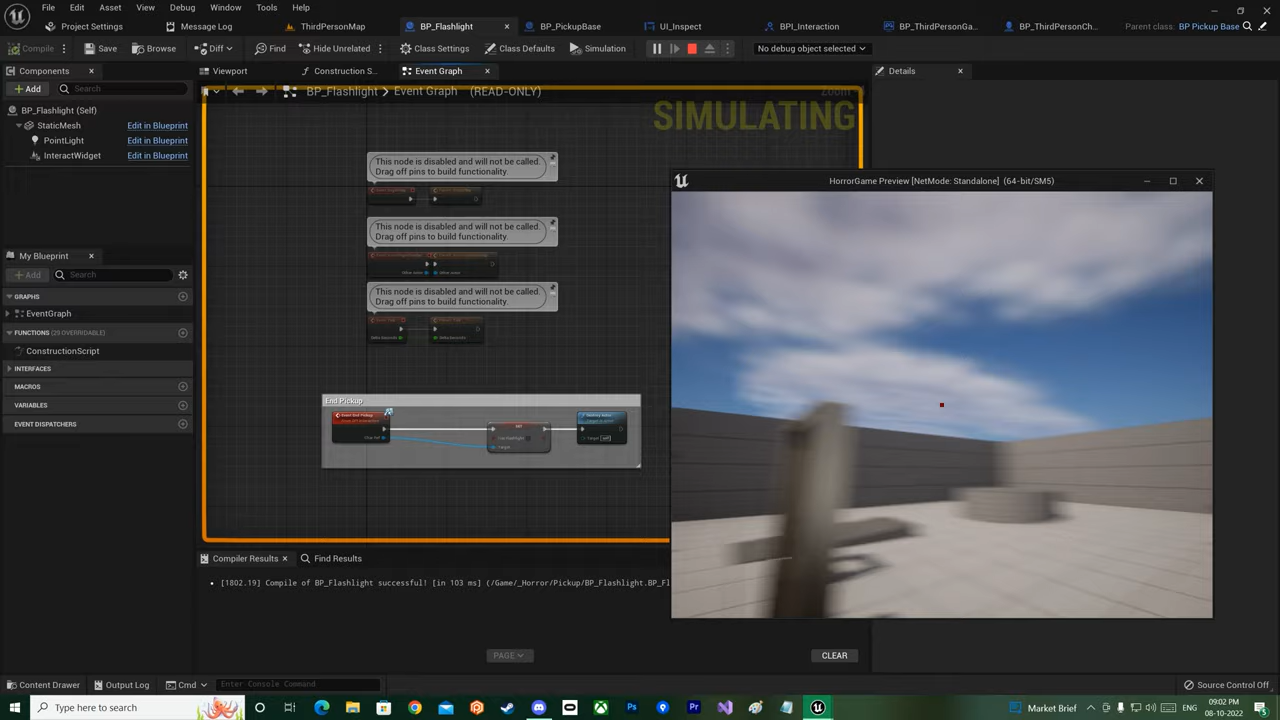 File Edit Asset View Debug Window Tools Help
Project Settings Message Log ThirdPersonMap BP_Flashlight BP_PickupBase UI_Inspect BPI_Interaction BP_ThirdPersonGa... BP_ThirdPersonCh... Parent class: BP Pickup Base
Compile Save Browse Diff Find Hide Unrelated Class Settings Class Defaults Simulation No debug object selected
Components Viewport Construction S... Event Graph Details
Add Search BP_Flashlight Event Graph (READ-ONLY) Zoom
BP_Flashlight (Self) SIMULATING
StaticMesh Edit in Blueprint
PointLight Edit in Blueprint
InteractWidget Edit in Blueprint
This node is disabled and will not be called.
Drag off pins to build functionality.
This node is disabled and will not be called.
Drag off pins to build functionality.
This node is disabled and will not be called.
Drag off pins to build functionality.
HorrorGame Preview [NetMode: Standalone] (64-bit/SM5)
My Blueprint
Add Search
GRAPHS
EventGraph
FUNCTIONS (29 OVERRIDABLE)
ConstructionScript
INTERFACES
MACROS
VARIABLES
EVENT DISPATCHERS
End Pickup
Event End Pickup
SET
Target
Compiler Results Find Results
[1802.19] Compile of BP_Flashlight successful! [in 103 ms] (/Game/_Horror/Pickup/BP_Flashlight.BP_Fl
PAGE CLEAR
Content Drawer Output Log Cmd Enter Console Command Source Control Off
Type here to search Market Brief ENG 09:02 PM
08-10-2022